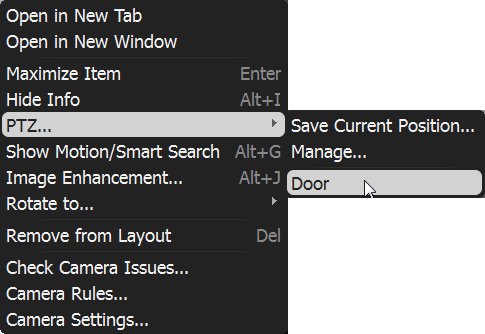 Open in New Tab
Open in New Window
Maximize Item Enter
Hide Info Alt+I
PTZ...
Save Current Position...
Show Motion/Smart Search Alt+G
Manage...
Image Enhancement... Alt+J
Door
Rotate to...
Remove from Layout Del
Check Camera Issues...
Camera Rules...
Camera Settings...